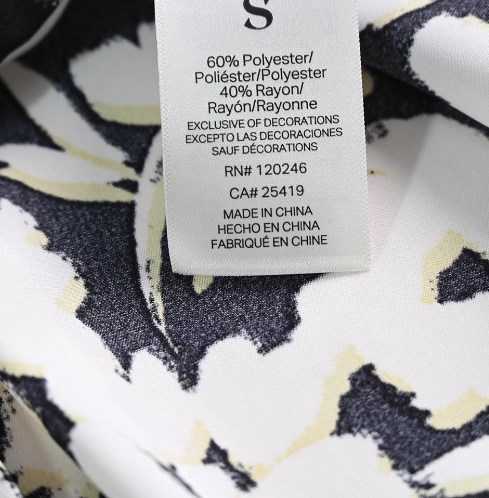 S
60% Polyester/
Poliéster/Polyester
40% Rayon/
Rayón/Rayonne
EXCLUSIVE OF DECORATIONS
EXCEPTO LAS DECORACIONES
SAUF DÉCORATIONS
RN# 120246
CA# 25419
MADE IN CHINA
HECHO EN CHINA
FABRIQUÉ EN CHINE